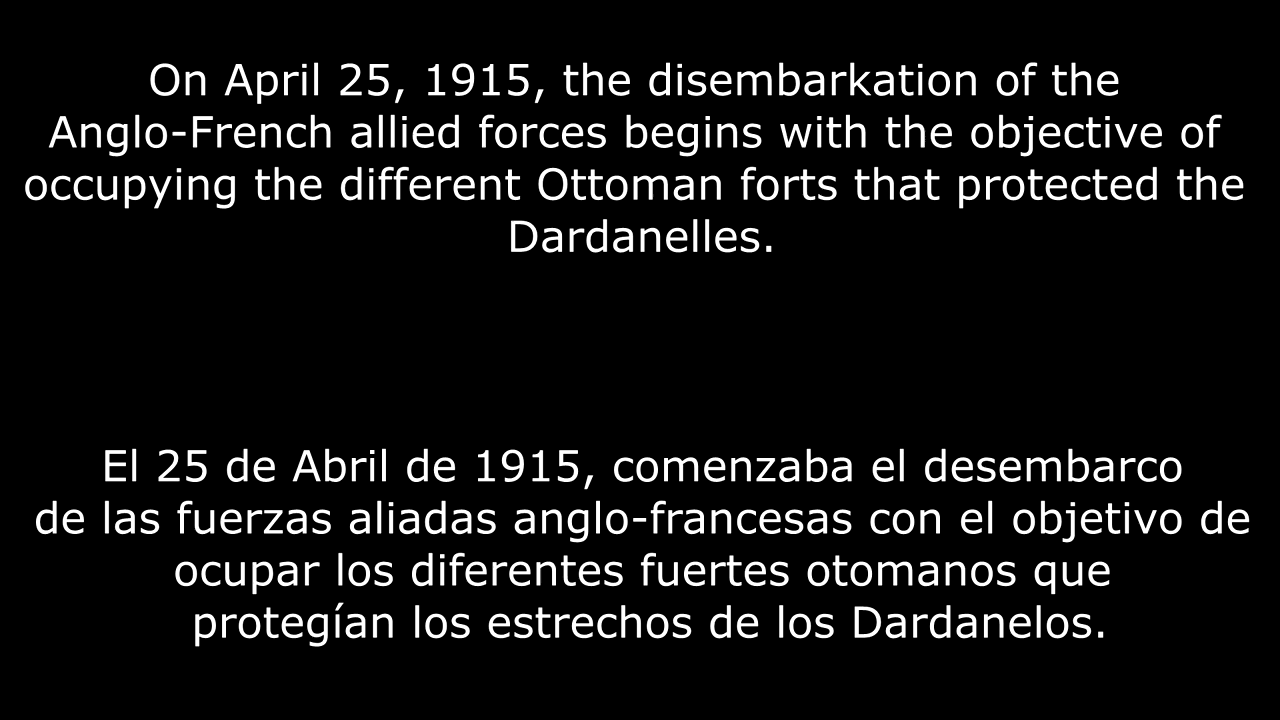 On April 25, 1915, the disembarkation of the
Anglo-French allied forces begins with the objective of
occupying the different Ottoman forts that protected the
Dardanelles.
El 25 de Abril de 1915, comenzaba el desembarco
de las fuerzas aliadas anglo-francesas con el objetivo de
ocupar los diferentes fuertes otomanos que
protegían los estrechos de los Dardanelos.